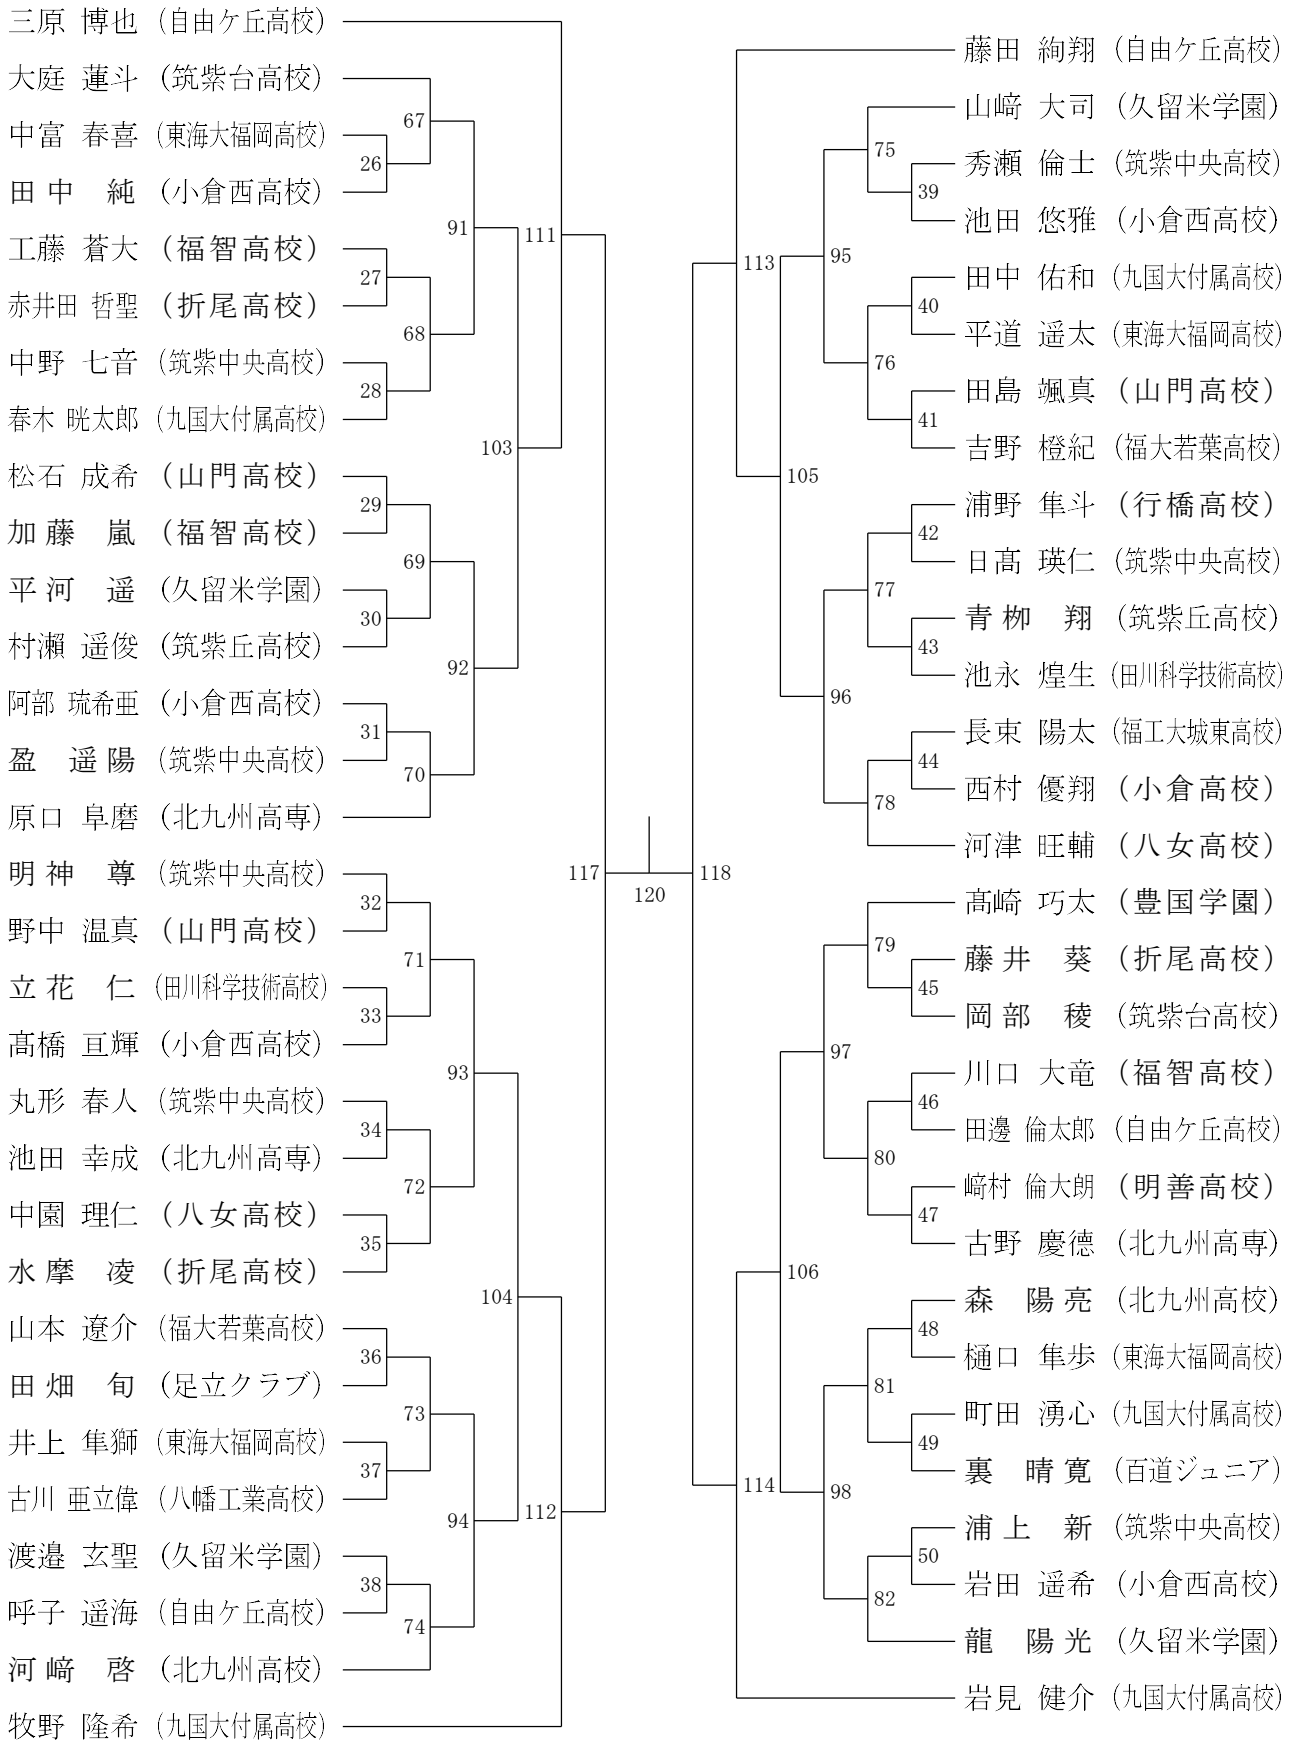 三原 博也 (自由ケ丘高校)
大庭 蓮斗 (筑紫台高校)
中富 春喜 (東海大福岡高校)
田中 純 (小倉西高校)
工藤 蒼大 (福智高校)
赤井田 哲聖 (折尾高校)
中野 七音 (筑紫中央高校)
春木 晄太郎 (九国大付属高校)
松石 成希 (山門高校)
加藤 嵐 (福智高校)
平河 遥 (久留米学園)
村瀬 遥俊 (筑紫丘高校)
阿部 琉希亜 (小倉西高校)
盈 遥陽 (筑紫中央高校)
原口 阜磨 (北九州高専)
明神 尊 (筑紫中央高校)
野中 温真 (山門高校)
立花 仁 (田川科学技術高校)
髙橋 亘輝 (小倉西高校)
丸形 春人 (筑紫中央高校)
池田 幸成 (北九州高専)
中園 理仁 (八女高校)
水摩 凌 (折尾高校)
山本 遼介 (福大若葉高校)
田畑 旬 (足立クラブ)
井上 隼獅 (東海大福岡高校)
古川 亜立偉 (八幡工業高校)
渡邉 玄聖 (久留米学園)
呼子 遥海 (自由ケ丘高校)
河﨑 啓 (北九州高校)
牧野 隆希 (九国大付属高校)
26
27
28
29
30
31
32
33
34
35
36
37
38
67
68
69
70
71
72
73
74
91
92
93
94
103
104
111
112
117
120
118
113
114
105
106
95
96
97
98
75
76
77
78
79
80
81
82
39
40
41
42
43
44
45
46
47
48
49
50
藤田 絢翔 (自由ケ丘高校)
山﨑 大司 (久留米学園)
秀瀬 倫士 (筑紫中央高校)
池田 悠雅 (小倉西高校)
田中 佑和 (九国大付属高校)
平道 遥太 (東海大福岡高校)
田島 颯真 (山門高校)
吉野 橙紀 (福大若葉高校)
浦野 隼斗 (行橋高校)
日髙 瑛仁 (筑紫中央高校)
青栁 翔 (筑紫丘高校)
池永 煌生 (田川科学技術高校)
長束 陽太 (福工大城東高校)
西村 優翔 (小倉高校)
河津 旺輔 (八女高校)
髙崎 巧太 (豊国学園)
藤井 葵 (折尾高校)
岡部 稜 (筑紫台高校)
川口 大竜 (福智高校)
田邊 倫太郎 (自由ケ丘高校)
﨑村 倫大朗 (明善高校)
古野 慶徳 (北九州高専)
森 陽亮 (北九州高校)
樋口 隼歩 (東海大福岡高校)
町田 湧心 (九国大付属高校)
裏 晴寛 (百道ジュニア)
浦上 新 (筑紫中央高校)
岩田 遥希 (小倉西高校)
龍 陽光 (久留米学園)
岩見 健介 (九国大付属高校)